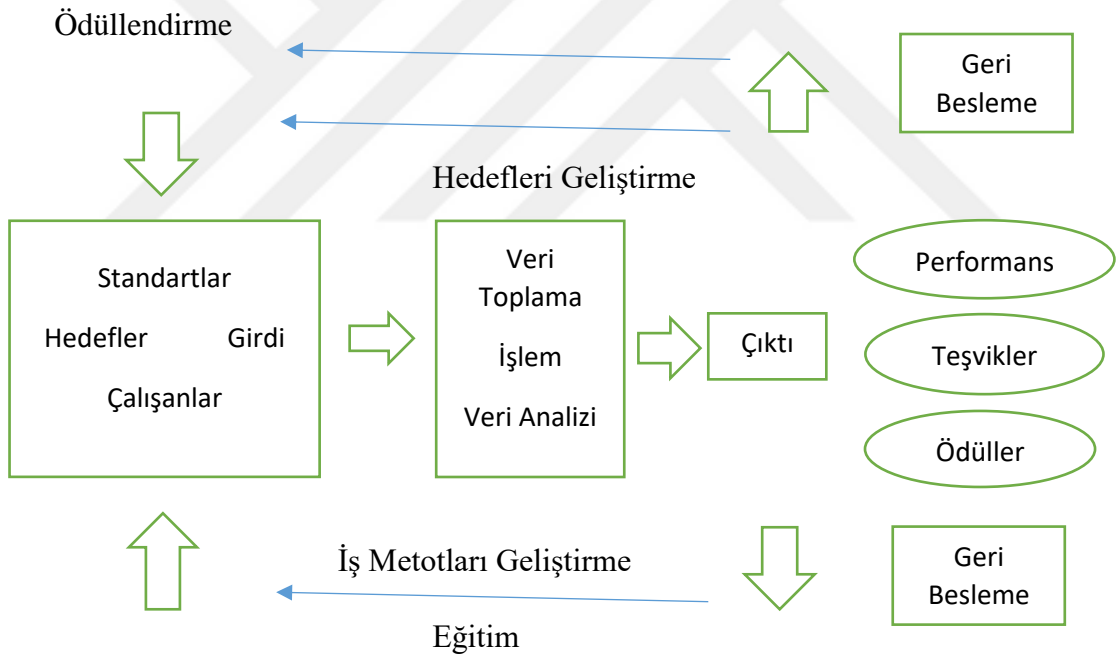 Ödüllendirme
Geri
Besleme
Hedefleri Geliştirme
Standartlar
Hedefler Girdi
Çalışanlar
Veri
Toplama
İşlem
Veri Analizi
Çıktı
Performans
Teşvikler
Ödüller
İş Metotları Geliştirme
Eğitim
Geri
Besleme